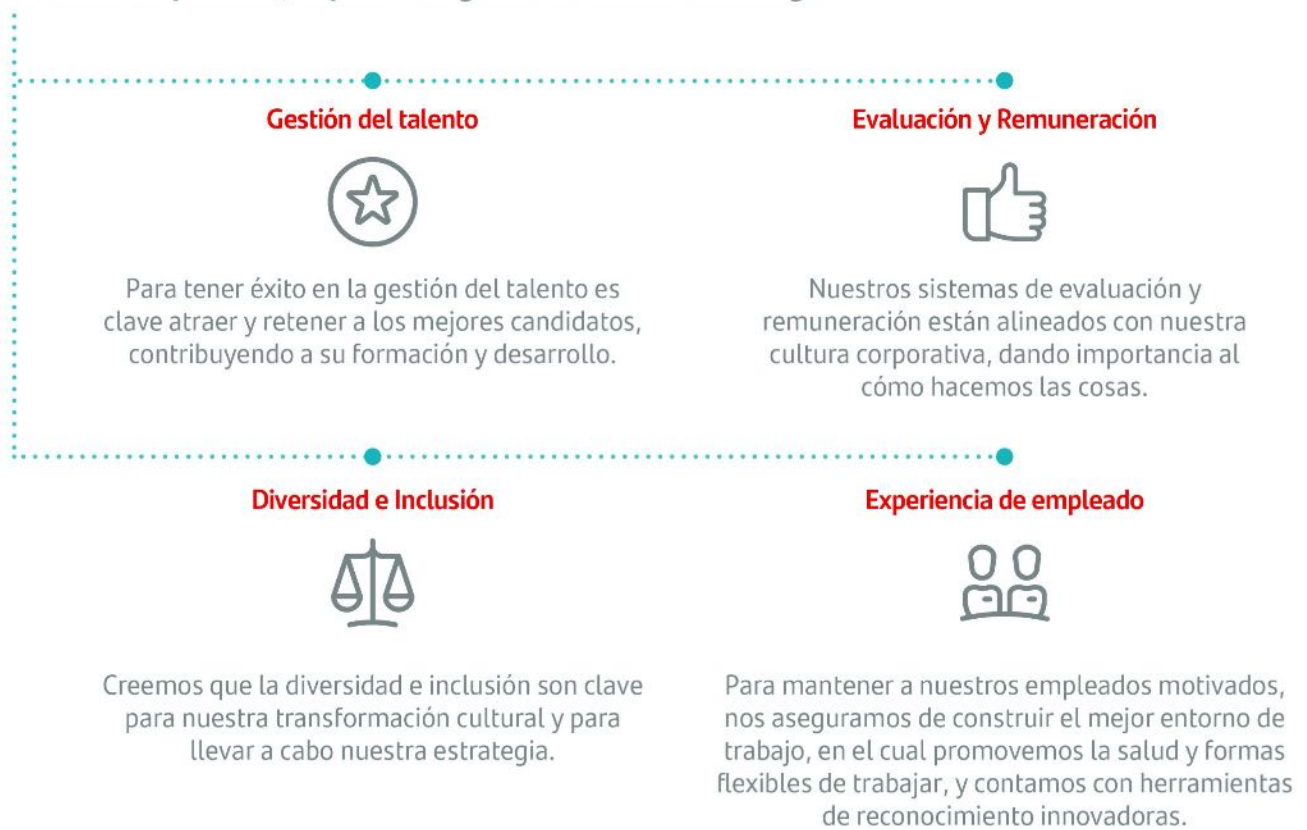 Gestión del talento
Para tener éxito en la gestión del talento es
clave atraer y retener a los mejores candidatos,
contribuyendo a su formación y desarrollo.
Evaluación y Remuneración
Nuestros sistemas de evaluación y
remuneración están alineados con nuestra
cultura corporativa, dando importancia al
cómo hacemos las cosas.
Diversidad e Inclusión
Creemos que la diversidad e inclusión son clave
para nuestra transformación cultural y para
llevar a cabo nuestra estrategia.
Experiencia de empleado
Para mantener a nuestros empleados motivados,
nos aseguramos de construir el mejor entorno de
trabajo, en el cual promovemos la salud y formas
flexibles de trabajar, y contamos con herramientas
de reconocimiento innovadoras.